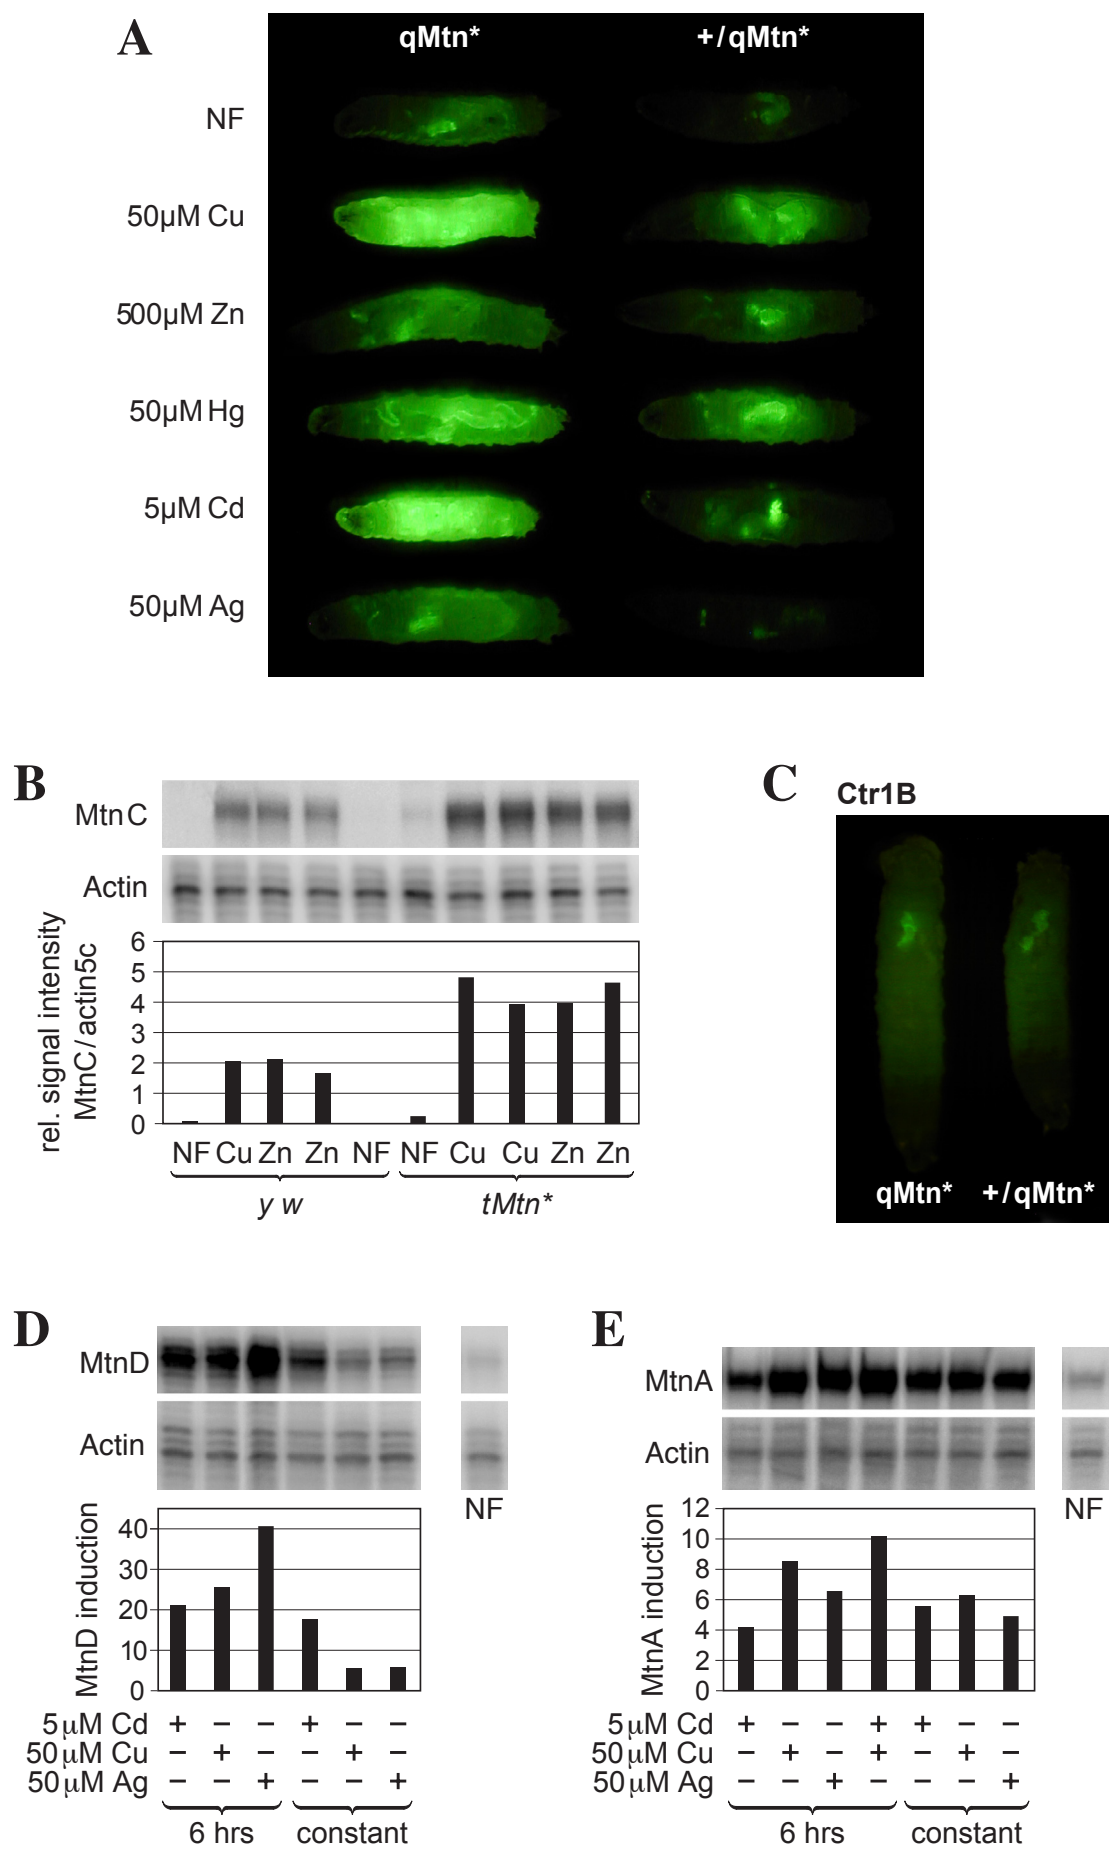 A
qMtn*
+/qMtn*
NF
50µM Cu
500µM Zn
50µM Hg
5µM Cd
50µM Ag
B
MtnC
Actin
rel. signal intensity
MtnC/actin5c
6
5
4
3
2
1
0
NF Cu Zn Zn NF NF Cu Cu Zn Zn
y w
tMtn*
C
Ctr1B
qMtn* +/qMtn*
D
MtnD
Actin
NF
MtnD induction
40
30
20
10
0
5µM Cd + − − + − −
50µM Cu − + − − + −
50µM Ag − − + − − +
6 hrs constant
E
MtnA
Actin
NF
MtnA induction
12
10
8
6
4
2
0
5µM Cd + − − + + − −
50µM Cu − + − + − + −
50µM Ag − − + − − − +
6 hrs constant